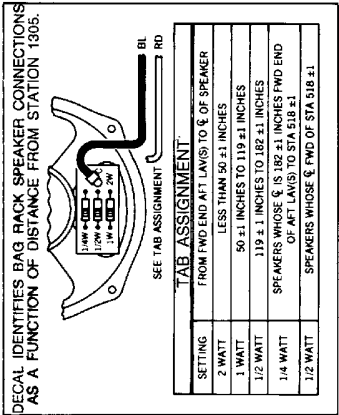 DECAL IDENTIFIES BAG RACK SPEAKER CONNECTIONS
AS A FUNCTION OF DISTANCE FROM STATION 1305.
BL
RD
1/4W
1/2W
1W
2W
SEE TAB ASSIGNMENT
TAB ASSIGNMENT
SETTING FROM FWD END AFT LAV(S) TO ℄ OF SPEAKER
2 WATT LESS THAN 50 ±1 INCHES
1 WATT 50 ±1 INCHES TO 119 ±1 INCHES
1/2 WATT 119 ±1 INCHES TO 182 ±1 INCHES
1/4 WATT SPEAKERS WHOSE ℄ IS 182 ±1 INCHES FWD END
OF AFT LAV(S) TO STA 518 ±1
1/2 WATT SPEAKERS WHOSE ℄ FWD OF STA 518 ±1